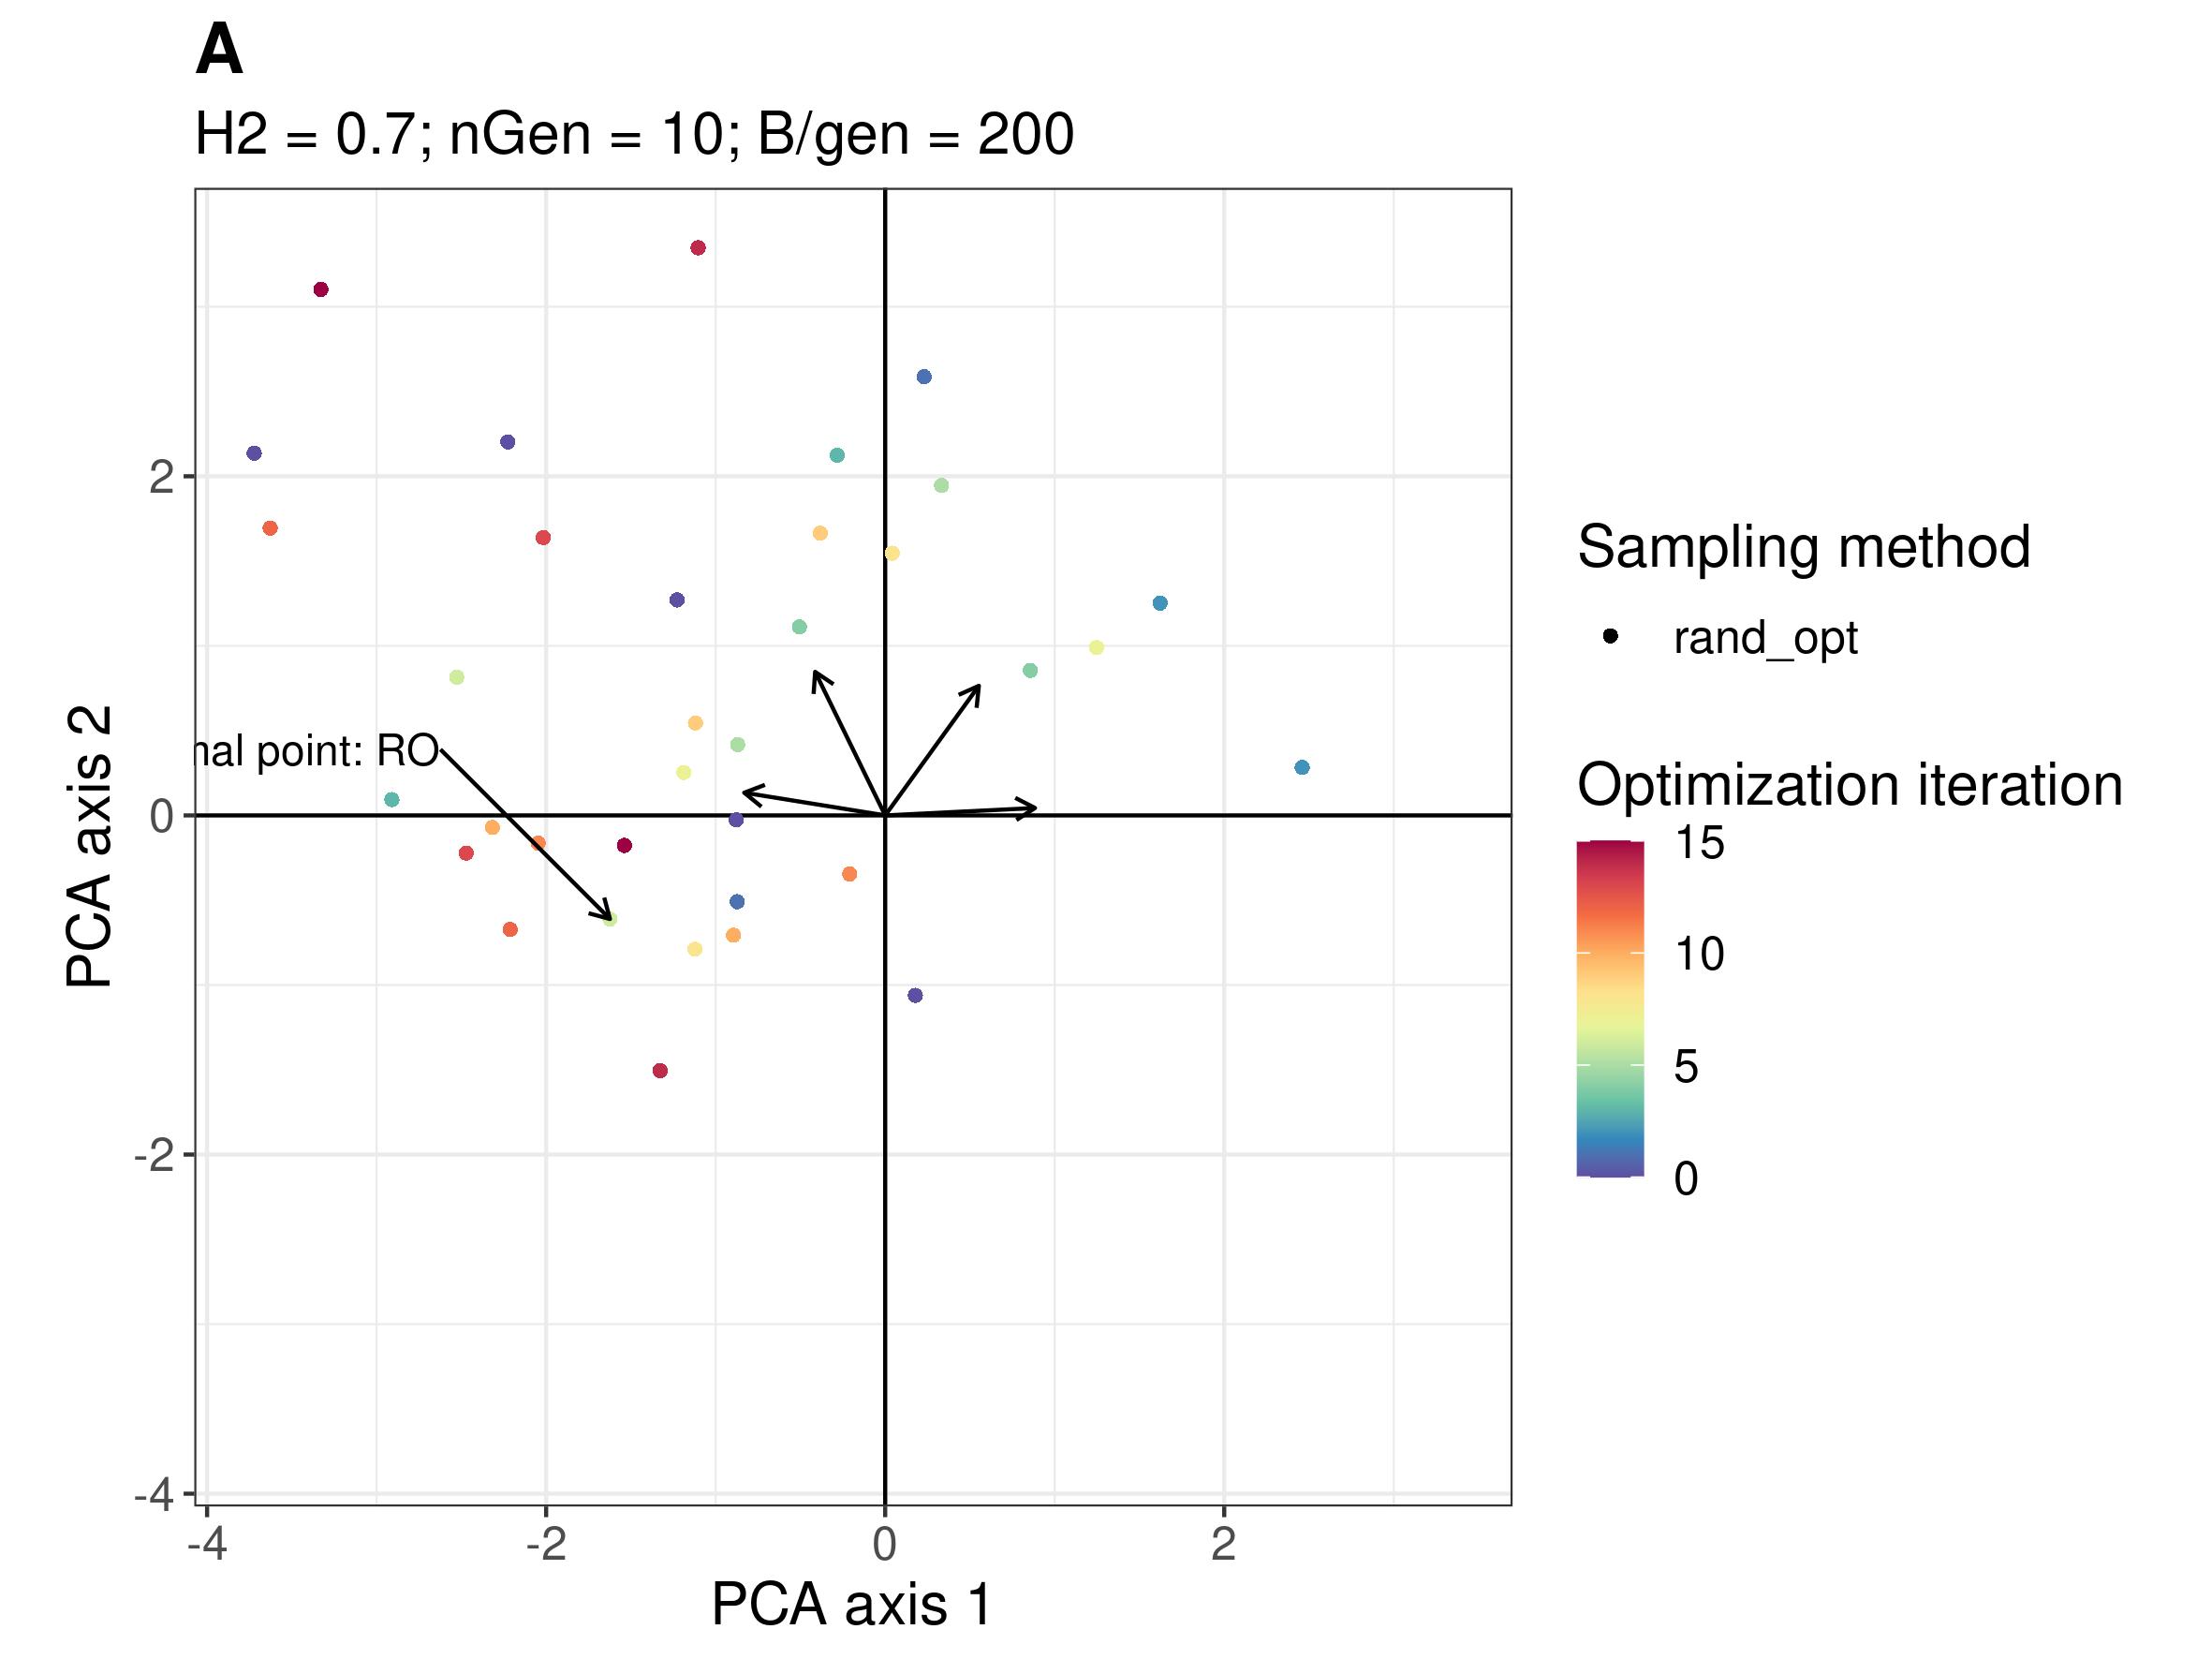 A
H2 = 0.7; nGen = 10; B/gen = 200
PCA axis 2
2
0
-2
-4
nal point: RO
-4
-2
0
2
PCA axis 1
Sampling method
rand_opt
Optimization iteration
15
10
5
0